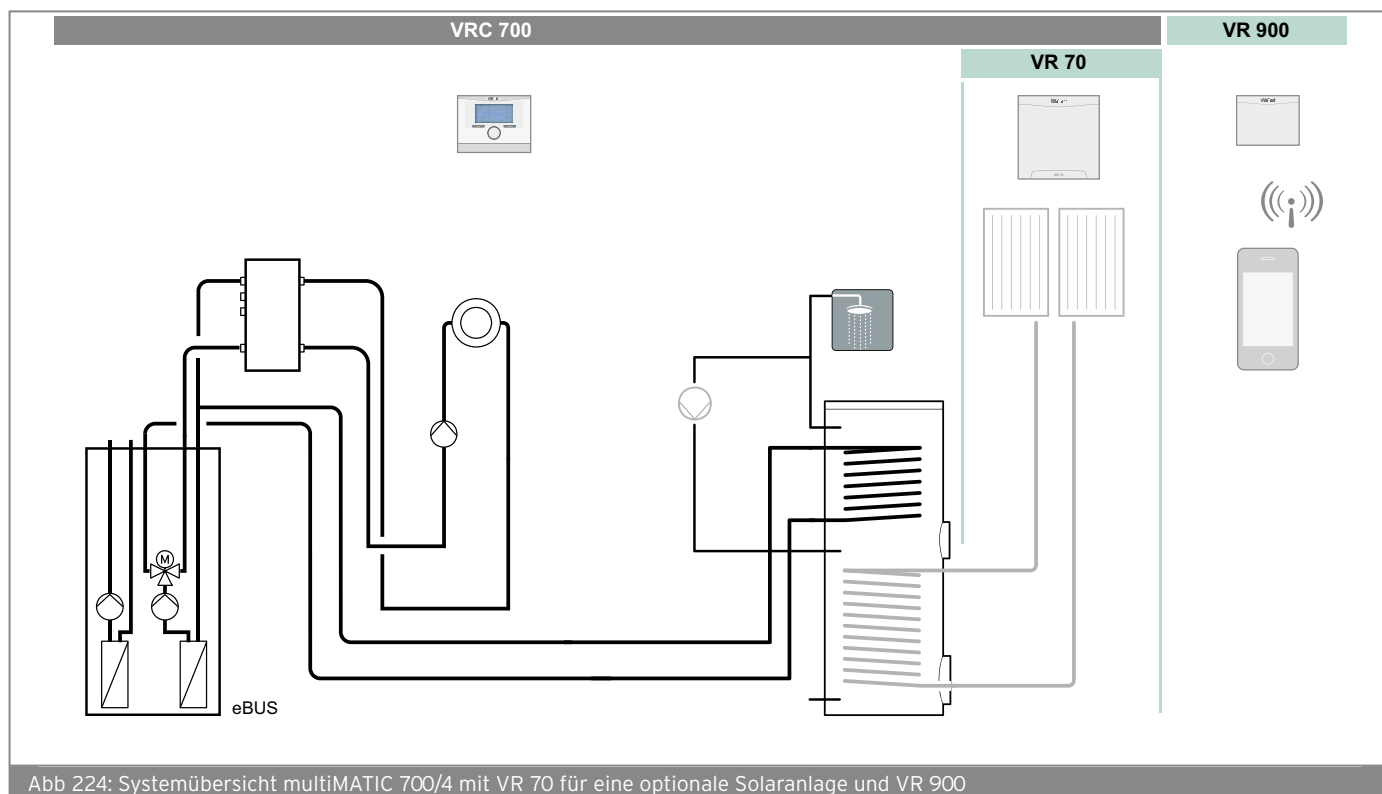 VRC 700
VR 900
VR 70
M
eBUS
Abb 224: Systemübersicht multiMATIC 700/4 mit VR 70 für eine optionale Solaranlage und VR 900